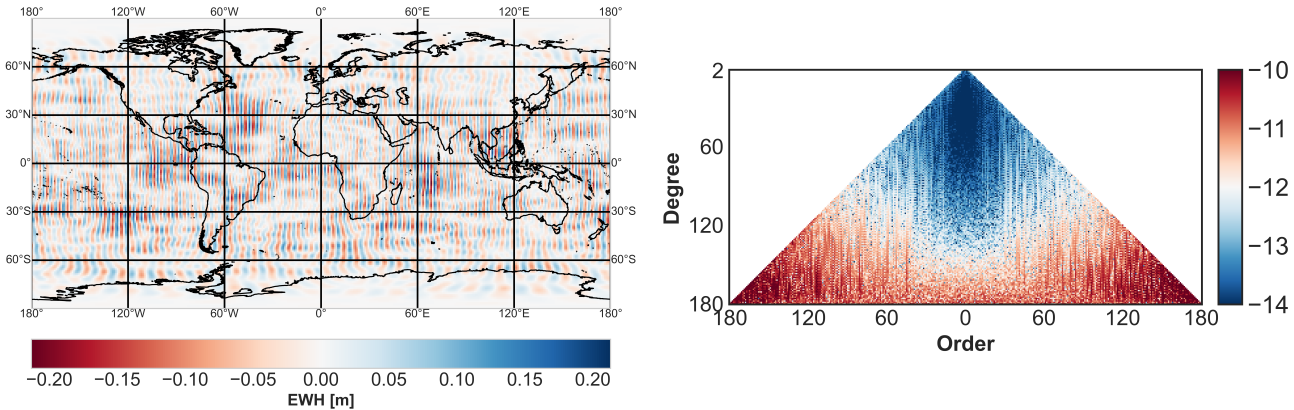 180° 120°W 60°W 0° 60°E 120°E 180°
60°N 60°N
30°N 30°N
0° 0°
30°S 30°S
60°S 60°S
180° 120°W 60°W 0° 60°E 120°E 180°
−0.20 −0.15 −0.10 −0.05 0.00 0.05 0.10 0.15 0.20
EWH [m]
Degree
2
60
120
180
180 120 60 0 60 120 180
Order
−10
−11
−12
−13
−14